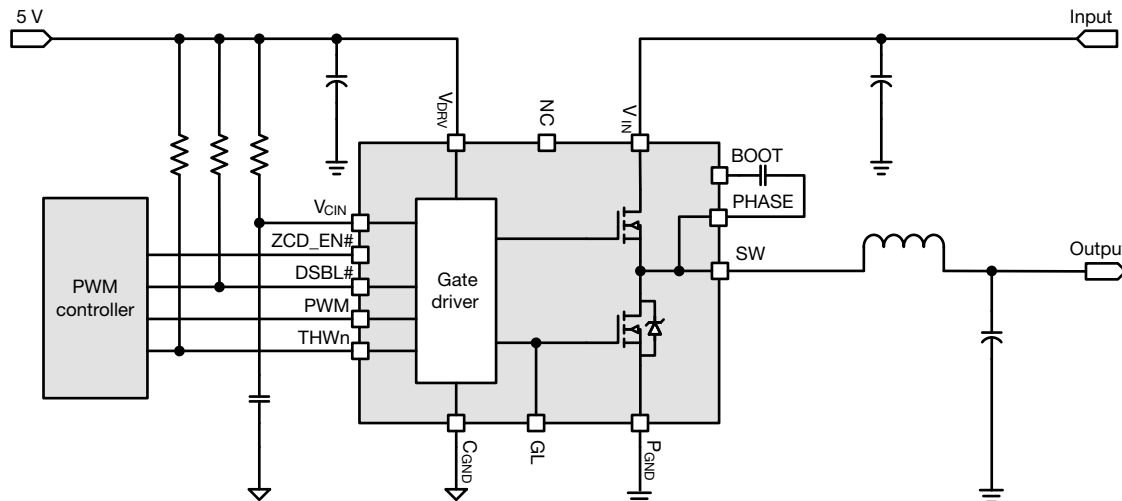 5 V
Input
VDRV
NC
VIN
BOOT
PHASE
VCIN
ZCD_EN#
DSBL#
PWM
THWn
SW
Output
PWM
controller
Gate
driver
CGND
GL
PGND